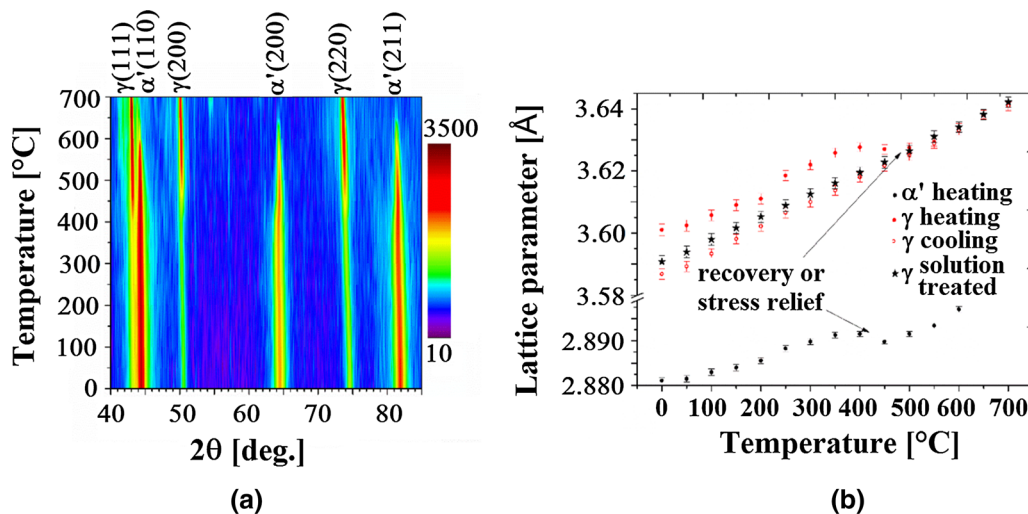 γ(111)
α'(110)
γ(200)
α'(200)
γ(220)
α'(211)
700
600
500
400
300
200
100
0
Temperature [°C]
3500
10
40 50 60 70 80
2θ [deg.]
(a)
3.64
3.62
3.60
3.58
2.890
2.880
Lattice parameter [Å]
α' heating
γ heating
γ cooling
γ solution
treated
recovery or
stress relief
0 100 200 300 400 500 600 700
Temperature [°C]
(b)